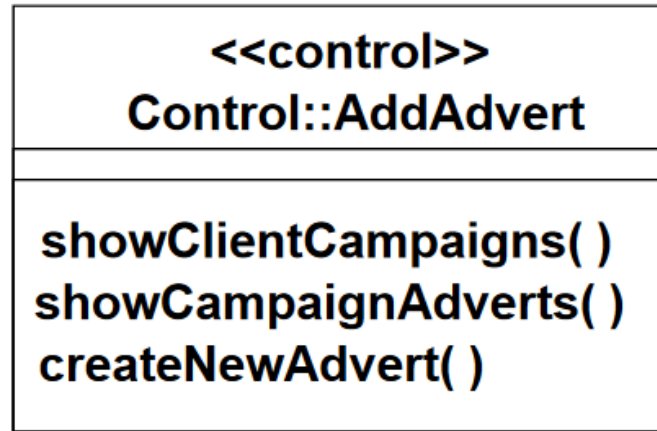 <<control>>
Control::AddAdvert
showClientCampaigns( )
showCampaignAdverts( )
createNewAdvert( )